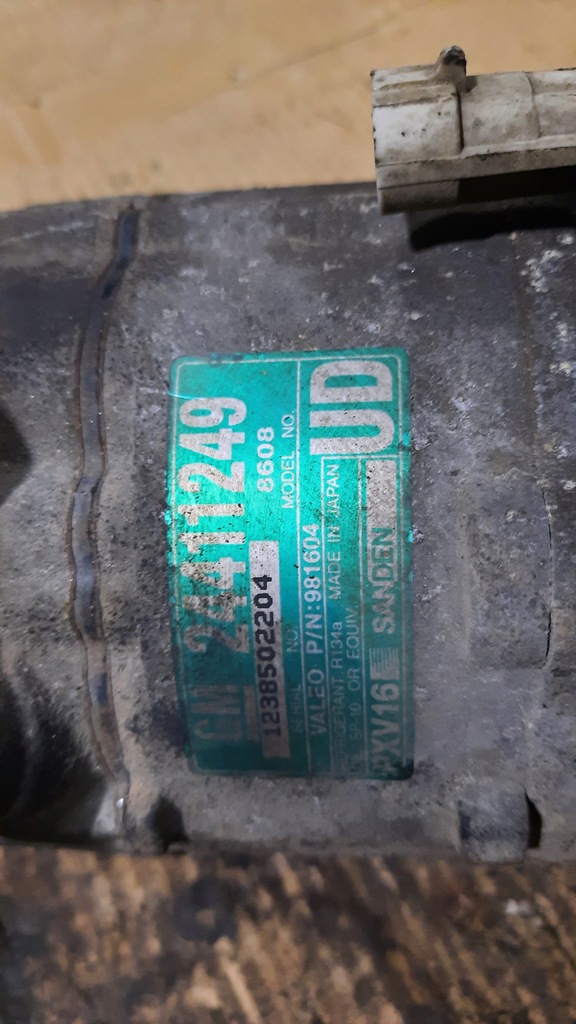 GM 24411249
1238502204 8608
SERIAL NO MODEL NO.
VALEO P/N:981604
UD
REFRIGERANT R134a MADE IN JAPAN
OIL SP-10 OR EQUIV.
PXV16 SANDEN